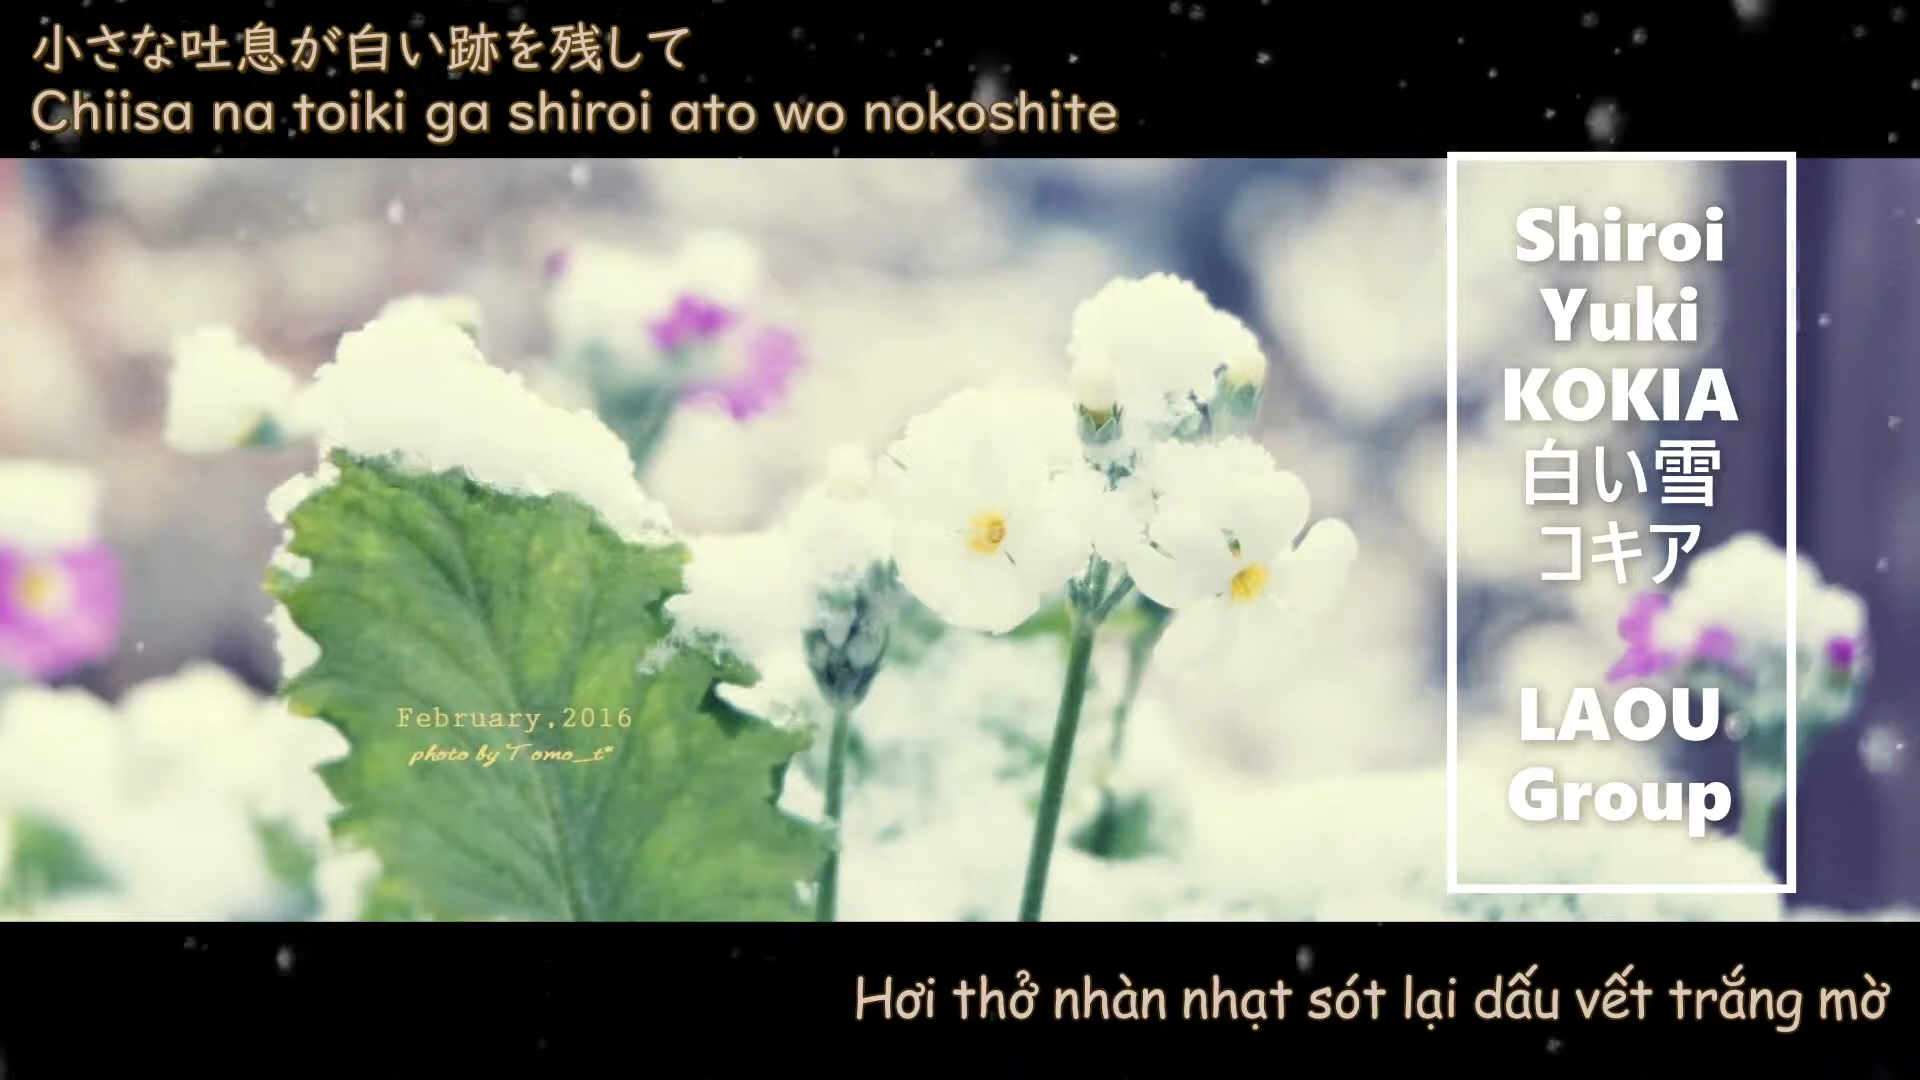 小さな吐息が白い跡を残して
Chiisa na toiki ga shiroi ato wo nokoshite
Shiroi
Yuki
KOKIA
白い雪
コキア
LAOU
Group
February,2016
photo by Tomo_t*
Hơi thở nhàn nhạt sót lại dấu vết trắng mờ